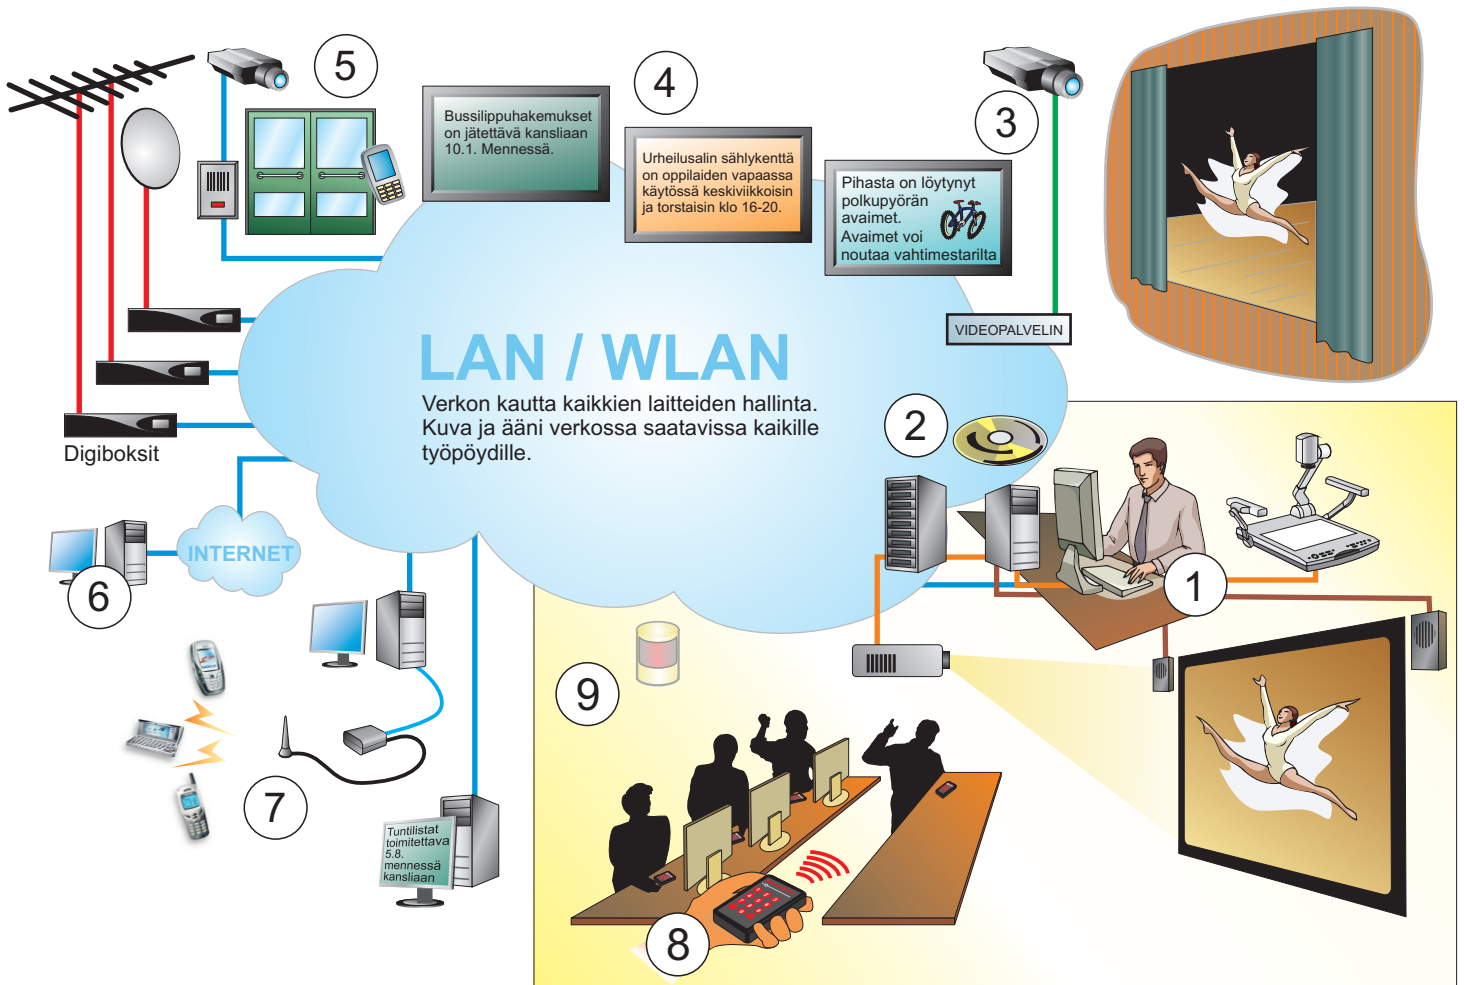 5
4
3
Bussilippuhakemukset
on jätettävä kansliaan
10.1. Mennessä.
Urheilusalin sählykenttä
on oppilaiden vapaassa
käytössä keskiviikkoisin
ja torstaisin klo 16-20.
Pihasta on löytynyt
polkupyörän
avaimet.
Avaimet voi
noutaa vahtimestarilta
VIDEOPALVELIN
LAN / WLAN
Verkon kautta kaikkien laitteiden hallinta.
Kuva ja ääni verkossa saatavissa kaikille
työpöydille.
Digiboksit
2
INTERNET
6
1
9
7
Tuntilistat
toimitettava
5.8.
mennessä
kansliaan
8